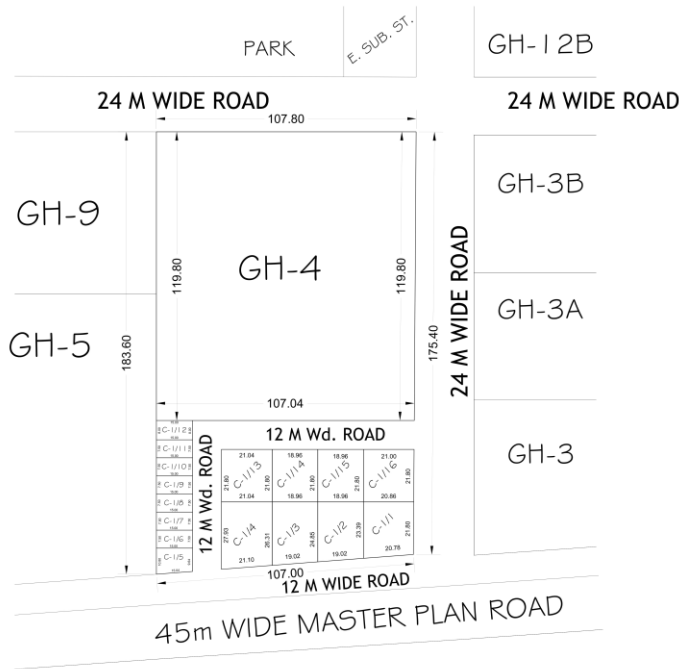 PARK
E. SUB. ST.
GH-12B
24 M WIDE ROAD
24 M WIDE ROAD
107.80
GH-9
GH-4
GH-3B
119.80
119.80
24 M WIDE ROAD
GH-3A
GH-5
183.60
175.40
107.04
12 M Wd. ROAD
GH-3
C-1/12
C-1/11
C-1/10
C-1/9
C-1/8
C-1/7
C-1/6
C-1/5
12 M Wd. ROAD
21.04
18.96
18.96
21.00
21.80
C-1/13
21.80
C-1/14
21.80
C-1/15
21.80
C-1/16
21.80
21.04
18.96
18.96
20.86
27.93
C-1/4
26.31
C-1/3
24.85
C-1/2
23.39
C-1/1
21.80
21.10
19.02
19.02
20.78
107.00
12 M WIDE ROAD
45m WIDE MASTER PLAN ROAD